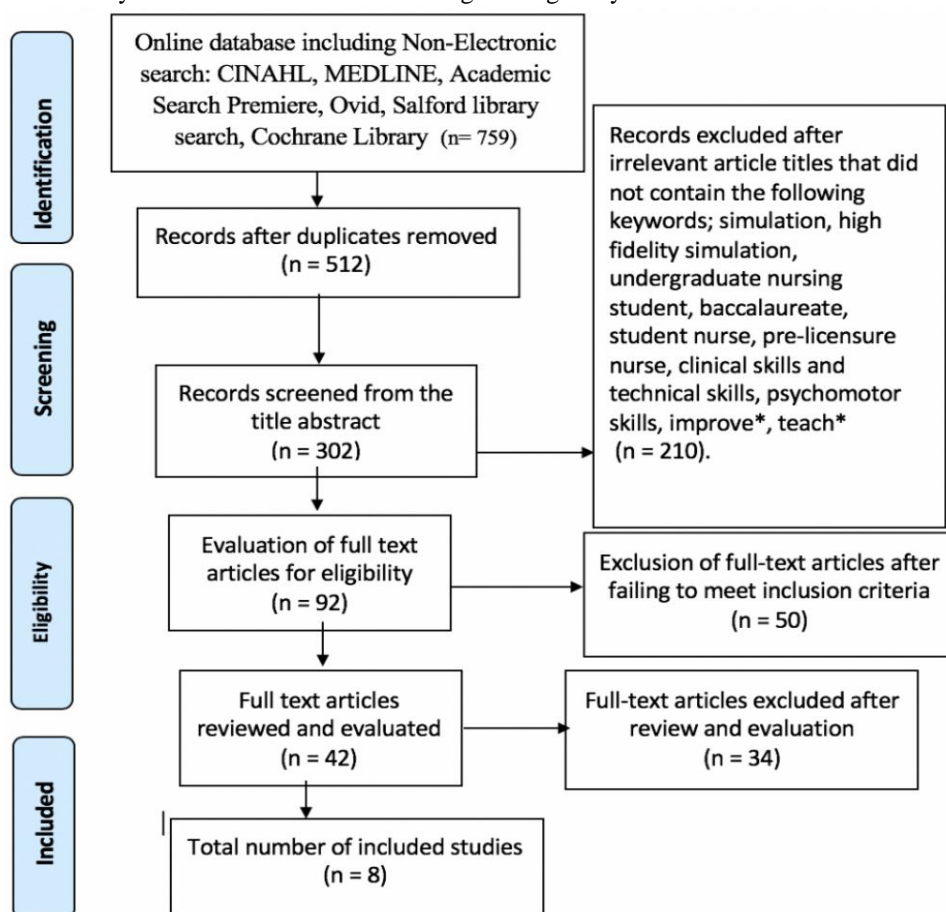 Identification
Online database including Non-Electronic
search: CINAHL, MEDLINE, Academic
Search Premiere, Ovid, Salford library
search, Cochrane Library (n= 759)
Records after duplicates removed
(n = 512)
Records excluded after
irrelevant article titles that did
not contain the following
keywords; simulation, high
fidelity simulation,
undergraduate nursing
student, baccalaureate,
student nurse, pre-licensure
nurse, clinical skills and
technical skills, psychomotor
skills, improve*, teach*
(n = 210).
Screening
Records screened from the
title abstract
(n = 302)
Eligibility
Evaluation of full text
articles for eligibility
(n = 92)
Exclusion of full-text articles after
failing to meet inclusion criteria
(n = 50)
Full text articles
reviewed and evaluated
(n = 42)
Full-text articles excluded after
review and evaluation
(n = 34)
Included
Total number of included studies
(n = 8)